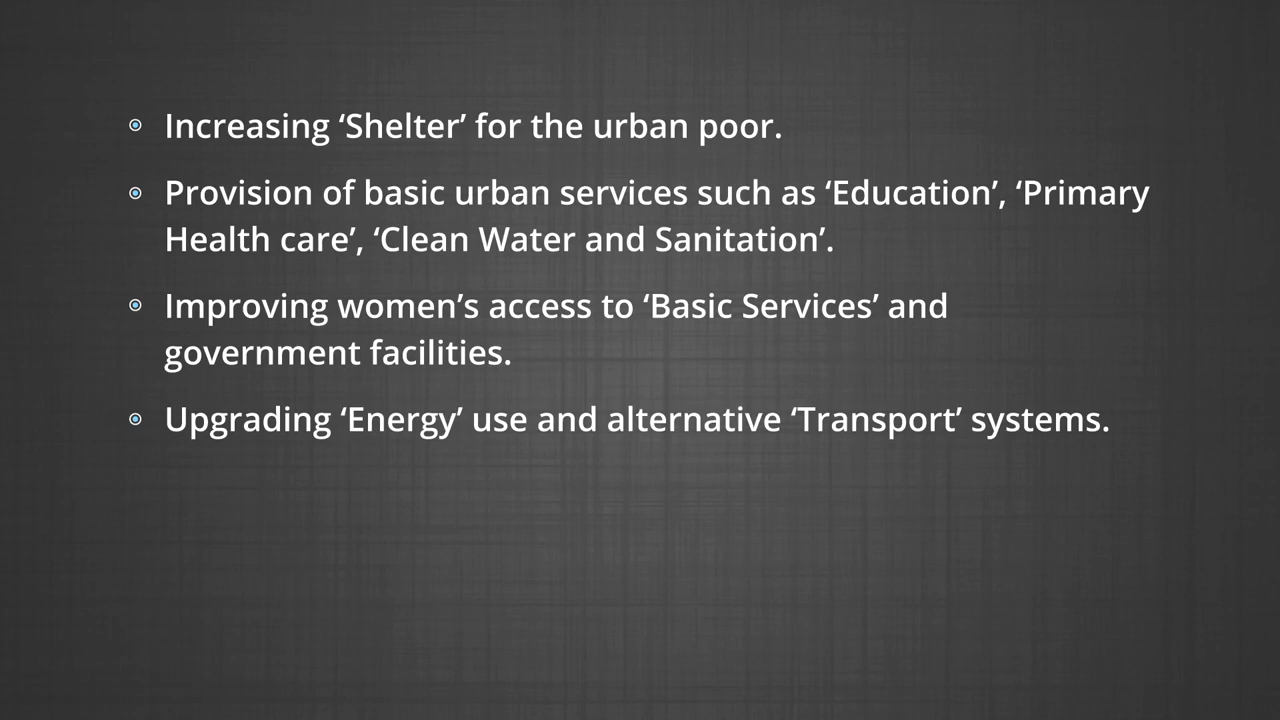 Increasing ‘Shelter’ for the urban poor.
Provision of basic urban services such as ‘Education’, ‘Primary
Health care’, ‘Clean Water and Sanitation’.
Improving women’s access to ‘Basic Services’ and
government facilities.
Upgrading ‘Energy’ use and alternative ‘Transport’ systems.